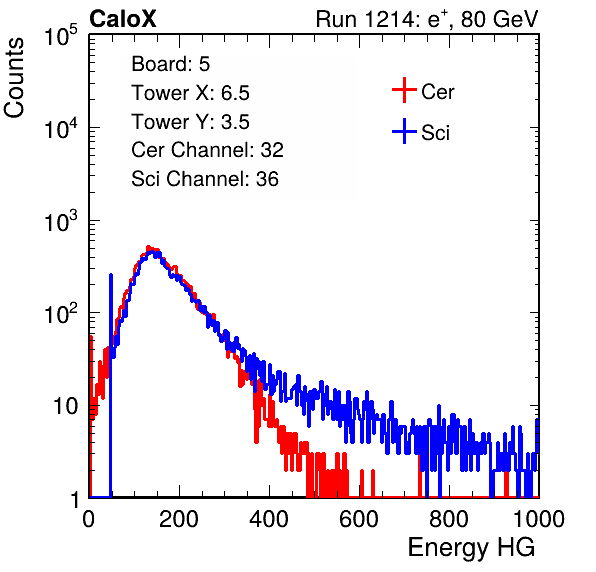 CaloX Run 1214: e⁺, 80 GeV
Counts
Board: 5
Tower X: 6.5
Tower Y: 3.5
Cer Channel: 32
Sci Channel: 36
Cer
Sci
10⁵
10⁴
10³
10²
10
1
0 200 400 600 800 1000
Energy HG